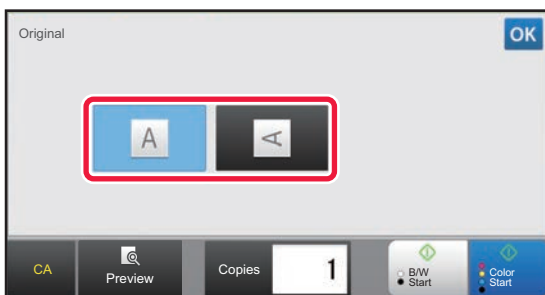 Original
OK
A
A
CA
Preview
Copies
1
B/W
Start
Color
Start